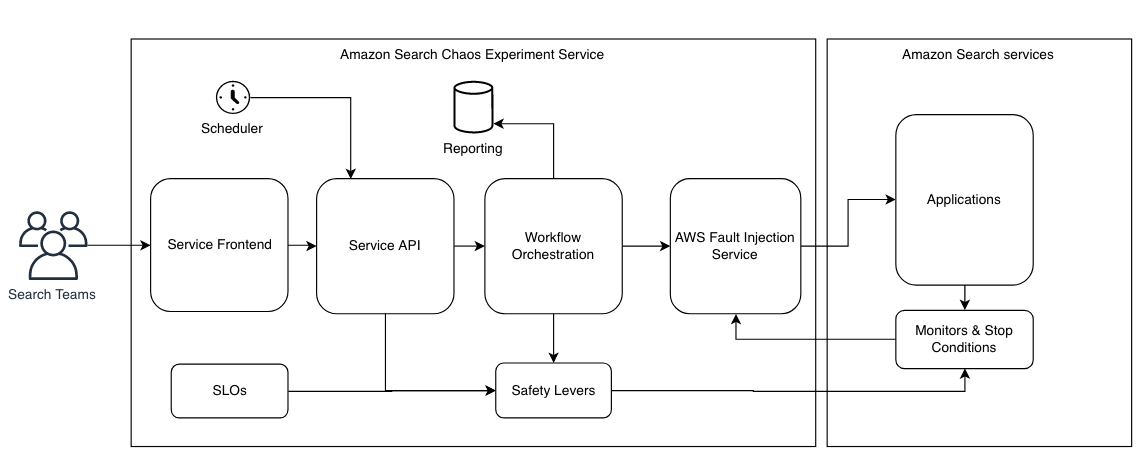 Amazon Search Chaos Experiment Service
Amazon Search services
Scheduler
Reporting
Search Teams
Service Frontend
Service API
Workflow
Orchestration
AWS Fault Injection
Service
Applications
Monitors & Stop
Conditions
SLOs
Safety Levers